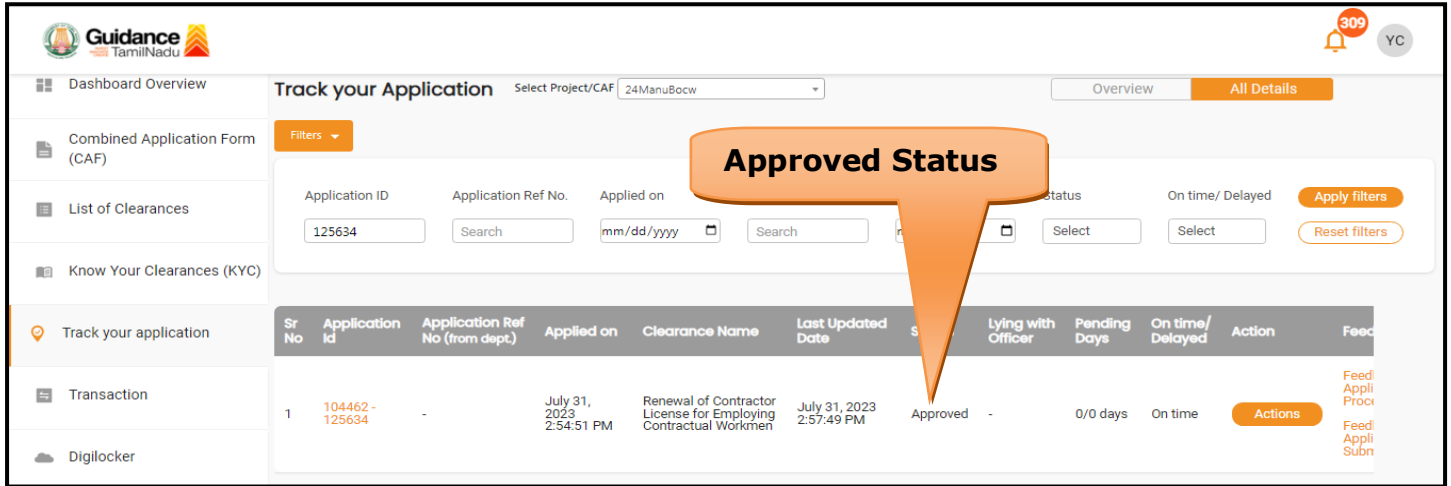 Guidance
TamilNadu
309
YC
Dashboard Overview
Combined Application Form
(CAF)
List of Clearances
Know Your Clearances (KYC)
Track your application
Transaction
Digilocker
Track your Application
Select Project/CAF
24ManuBocw
Overview
All Details
Filters
Approved Status
Application ID
Application Ref No.
Applied on
Status
On time/ Delayed
Apply filters
125634
Search
mm/dd/yyyy
Search
Select
Select
Reset filters
Sr No
Application Id
Application Ref No (from dept.)
Applied on
Clearance Name
Last Updated Date
Lying with Officer
Pending Days
On time/ Delayed
Action
1
104462 -
125634
-
July 31,
2023
2:54:51 PM
Renewal of Contractor
License for Employing
Contractual Workmen
July 31, 2023
2:57:49 PM
Approved
-
0/0 days
On time
Actions